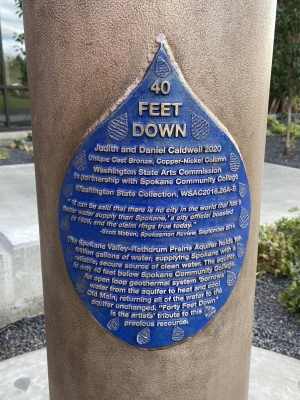 40
FEET
DOWN
Judith and Daniel Caldwell 2020
Unique Cast Bronze, Copper-Nickel Column
Washington State Arts Commission
In partnership with Spokane Community College
Washington State Collection, WSAC2018.26A-B
"It can be said that there is no city in the world that has a
finer water supply than Spokane,' a city official boasted
in 1908, and the claim rings true today."
-Scott Maben, Spokesman Review, September 2014
The Spokane Valley-Rathdrum Prairie Aquifer holds ten
trillion gallons of water, supplying Spokane with a
reliable, secure source of clean water. The aquifer
is only 40 feet below Spokane Community College.
An open loop geothermal system "borrows"
water from the aquifer to heat and cool
Old Main, returning all of the water to the
aquifer unchanged. "Forty Feet Down"
is the artists' tribute to this
precious resource.